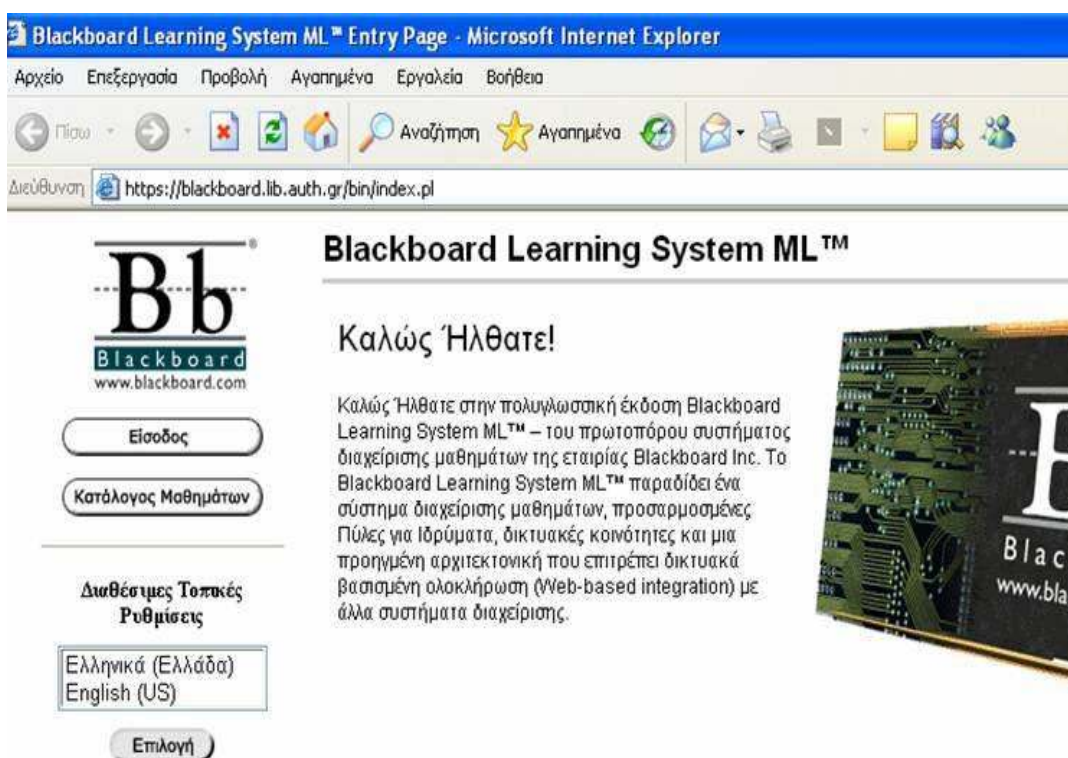 Blackboard Learning System ML™ Entry Page - Microsoft Internet Explorer
Αρχείο Επεξεργασία Προβολή Αγαπημένα Εργαλεία Βοήθεια
Πίσω Αναζήτηση Αγαπημένα
Διεύθυνση https://blackboard.lib.auth.gr/bin/index.pl
Bb®
Blackboard
www.blackboard.com
Είσοδος
Κατάλογος Μαθημάτων
Διαθέσιμες Τοπικές
Ρυθμίσεις
Ελληνικά (Ελλάδα)
English (US)
Επιλογή
Blackboard Learning System ML™
Καλώς Ήλθατε!
Καλώς Ήλθατε στην πολυγλωσσική έκδοση Blackboard
Learning System ML™ – του πρωτοπόρου συστήματος
διαχείρισης μαθημάτων της εταιρίας Blackboard Inc. Το
Blackboard Learning System ML™ παραδίδει ένα
σύστημα διαχείρισης μαθημάτων, προσαρμοσμένες
Πύλες για Ιδρύματα, δικτυακές κοινότητες και μια
προηγμένη αρχιτεκτονική που επιτρέπει δικτυακά
βασισμένη ολοκλήρωση (Web-based integration) με
άλλα συστήματα διαχείρισης.
Blac
www.bla